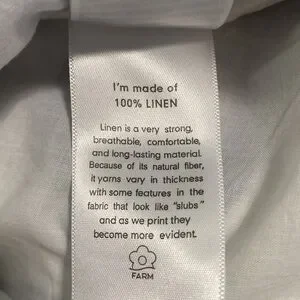 I'm made of
100% LINEN
Linen is a very strong,
breathable, comfortable,
and long-lasting material.
Because of its natural fiber,
it yarns vary in thickness
with some features in the
fabric that look like "slubs"
and as we print they
become more evident.
FARM